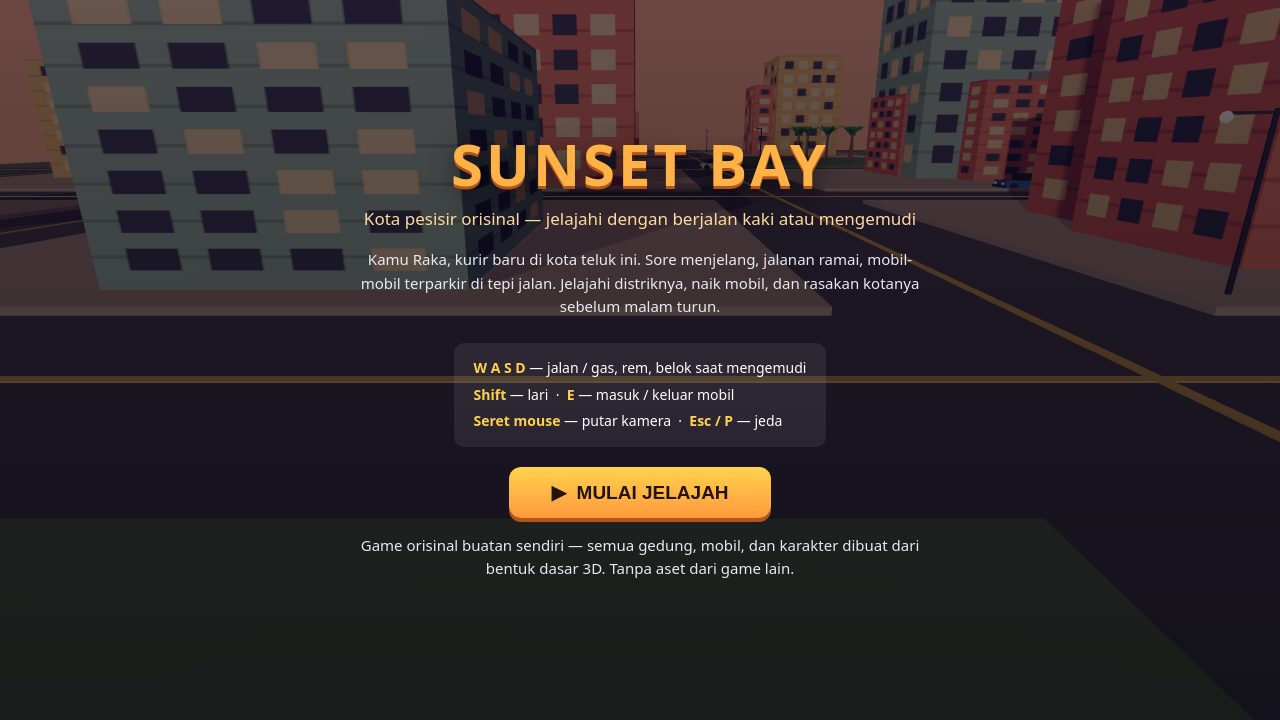 SUNSET BAY
Kota pesisir orisinal — jelajahi dengan berjalan kaki atau mengemudi
Kamu Raka, kurir baru di kota teluk ini. Sore menjelang, jalanan ramai, mobil-
mobil terparkir di tepi jalan. Jelajahi distriknya, naik mobil, dan rasakan kotanya
sebelum malam turun.
W A S D — jalan / gas, rem, belok saat mengemudi
Shift — lari · E — masuk / keluar mobil
Seret mouse — putar kamera · Esc / P — jeda
▶ MULAI JELAJAH
Game orisinal buatan sendiri — semua gedung, mobil, dan karakter dibuat dari
bentuk dasar 3D. Tanpa aset dari game lain.